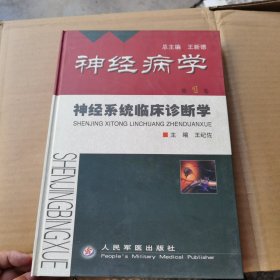 总主编 王新德
神经病学
第 1 卷
神经系统临床诊断学
SHENJING XITONG LINCHUANG ZHENDUANXUE
主编 王纪佐
SHENJINGBINGXUE
人民军医出版社
People's Military Medical Publisher